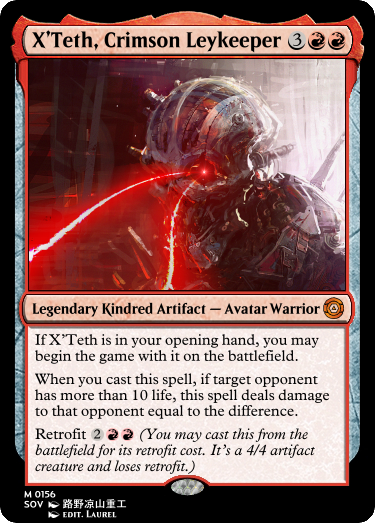 X'Teth, Crimson Leykeeper 3
Legendary Kindred Artifact — Avatar Warrior
If X'Teth is in your opening hand, you may
begin the game with it on the battlefield.
When you cast this spell, if target opponent
has more than 10 life, this spell deals damage
to that opponent equal to the difference.
Retrofit 2 (You may cast this from the
battlefield for its retrofit cost. It's a 4/4 artifact
creature and loses retrofit.)
M 0156
SOV 路野凉山重工
EDIT. LAUREL